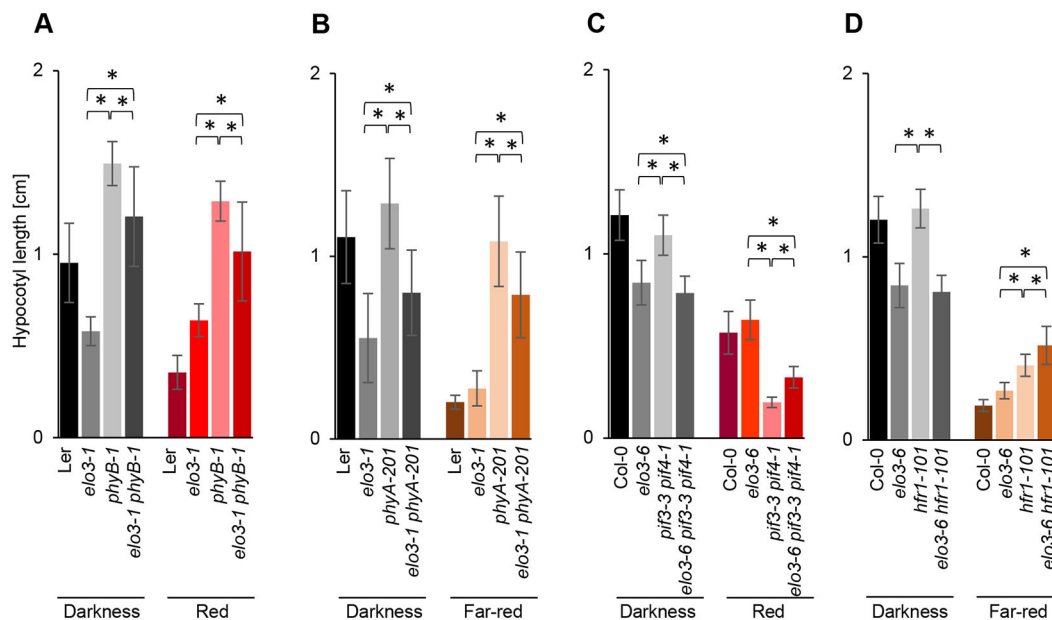 A
B
C
D
Hypocotyl length [cm]
2
1
0
* * *
* * *
Ler
elo3-1
phyB-1
elo3-1 phyB-1
Ler
elo3-1
phyB-1
elo3-1 phyB-1
Darkness
Red
2
1
0
* * *
* * *
Ler
elo3-1
phyA-201
elo3-1 phyA-201
Ler
elo3-1
phyA-201
elo3-1 phyA-201
Darkness
Far-red
2
1
0
* * *
* * *
Col-0
elo3-6
pif3-3 pif4-1
elo3-6 pif3-3 pif4-1
Col-0
elo3-6
pif3-3 pif4-1
elo3-6 pif3-3 pif4-1
Darkness
Red
2
1
0
* *
* * *
Col-0
elo3-6
hfr1-101
elo3-6 hfr1-101
Col-0
elo3-6
hfr1-101
elo3-6 hfr1-101
Darkness
Far-red